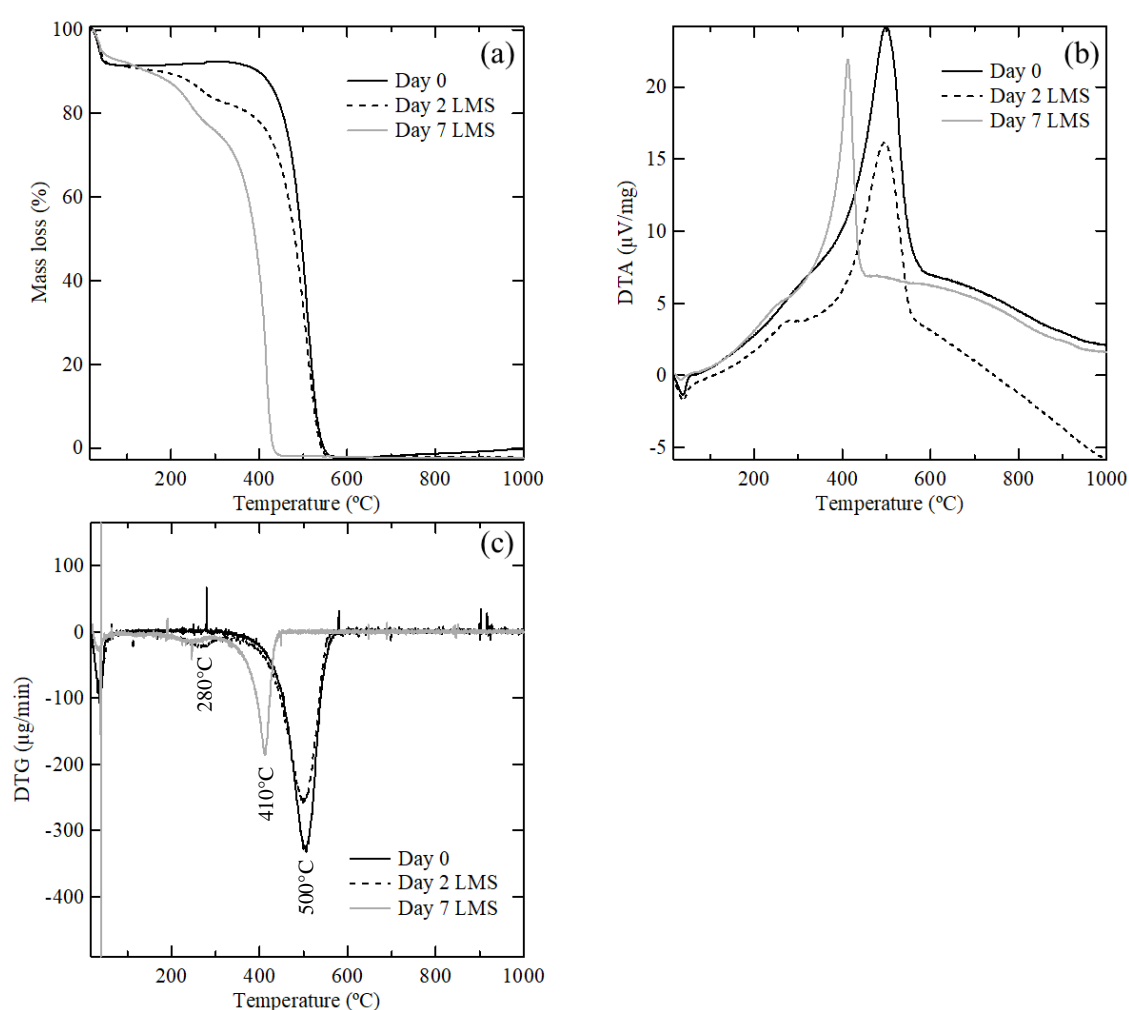 (a)
100
80
60
40
20
0
Mass loss (%)
Day 0
Day 2 LMS
Day 7 LMS
200 400 600 800 1000
Temperature (ºC)
(b)
20
15
10
5
0
-5
DTA (µV/mg)
Day 0
Day 2 LMS
Day 7 LMS
200 400 600 800 1000
Temperature (ºC)
(c)
100
0
-100
-200
-300
-400
DTG (µg/min)
280°C
410°C
500°C
Day 0
Day 2 LMS
Day 7 LMS
200 400 600 800 1000
Temperature (ºC)